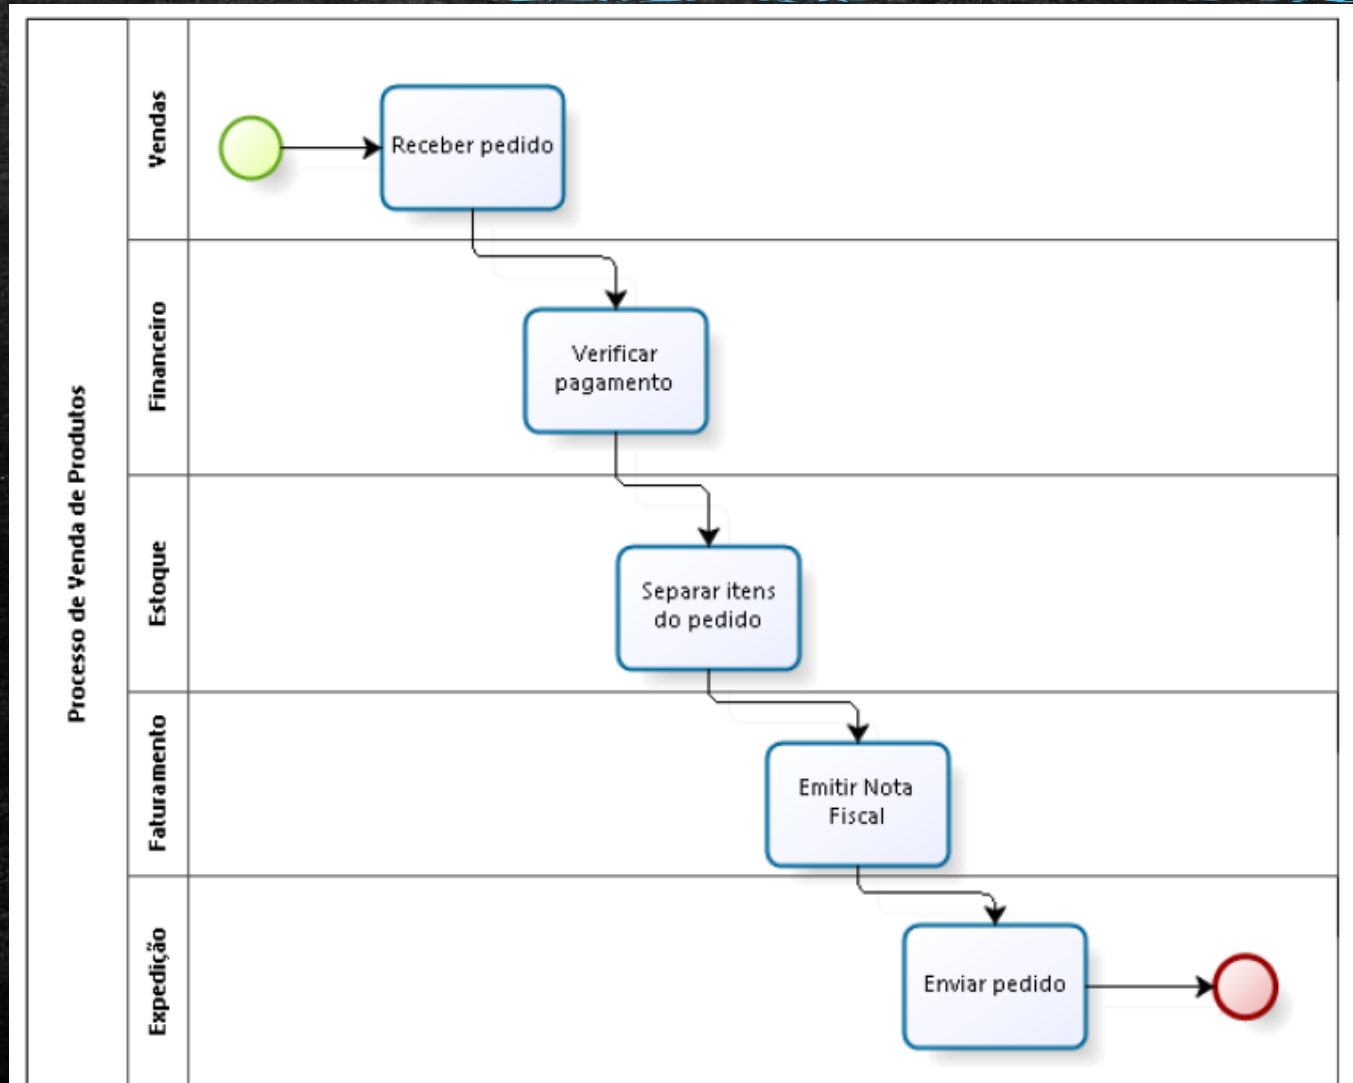 Processo de Venda de Produtos
Vendas
Receber pedido
Financeiro
Verificar
pagamento
Estoque
Separar itens
do pedido
Faturamento
Emitir Nota
Fiscal
Expedição
Enviar pedido